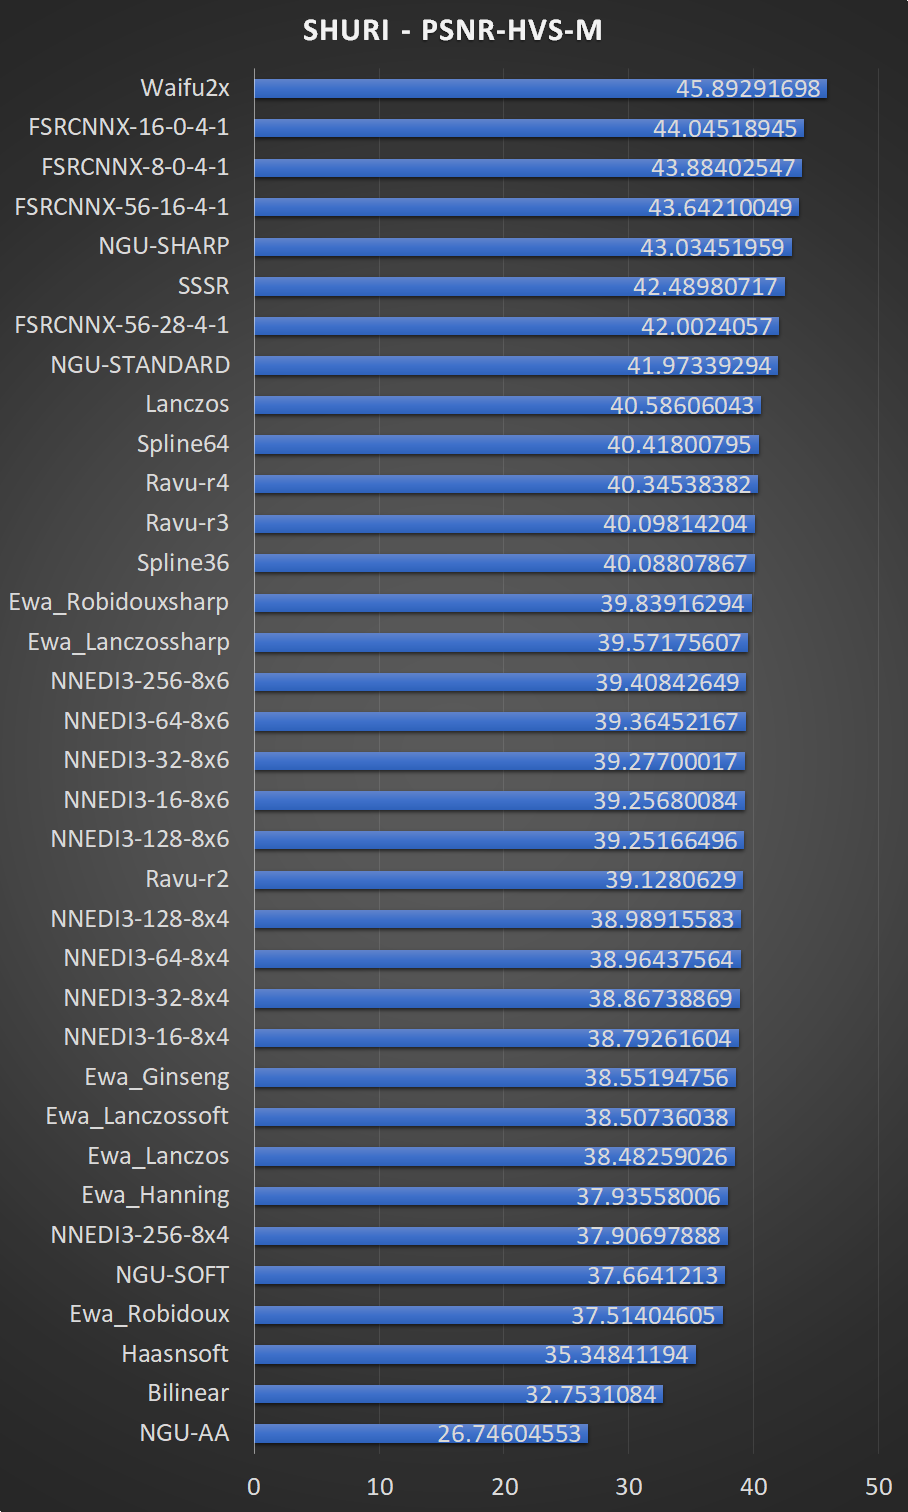 SHURI - PSNR-HVS-M
Waifu2x 45.89291698
FSRCNNX-16-0-4-1 44.04518945
FSRCNNX-8-0-4-1 43.88402547
FSRCNNX-56-16-4-1 43.64210049
NGU-SHARP 43.03451959
SSSR 42.48980717
FSRCNNX-56-28-4-1 42.0024057
NGU-STANDARD 41.97339294
Lanczos 40.58606043
Spline64 40.41800795
Ravu-r4 40.34538382
Ravu-r3 40.09814204
Spline36 40.08807867
Ewa_Robidouxsharp 39.83916294
Ewa_Lanczossharp 39.57175607
NNEDI3-256-8x6 39.40842649
NNEDI3-64-8x6 39.36452167
NNEDI3-32-8x6 39.27700017
NNEDI3-16-8x6 39.25680084
NNEDI3-128-8x6 39.25166496
Ravu-r2 39.1280629
NNEDI3-128-8x4 38.98915583
NNEDI3-64-8x4 38.96437564
NNEDI3-32-8x4 38.86738869
NNEDI3-16-8x4 38.79261604
Ewa_Ginseng 38.55194756
Ewa_Lanczossoft 38.50736038
Ewa_Lanczos 38.48259026
Ewa_Hanning 37.93558006
NNEDI3-256-8x4 37.90697888
NGU-SOFT 37.6641213
Ewa_Robidoux 37.51404605
Haasnsoft 35.34841194
Bilinear 32.7531084
NGU-AA 26.74604553
0 10 20 30 40 50